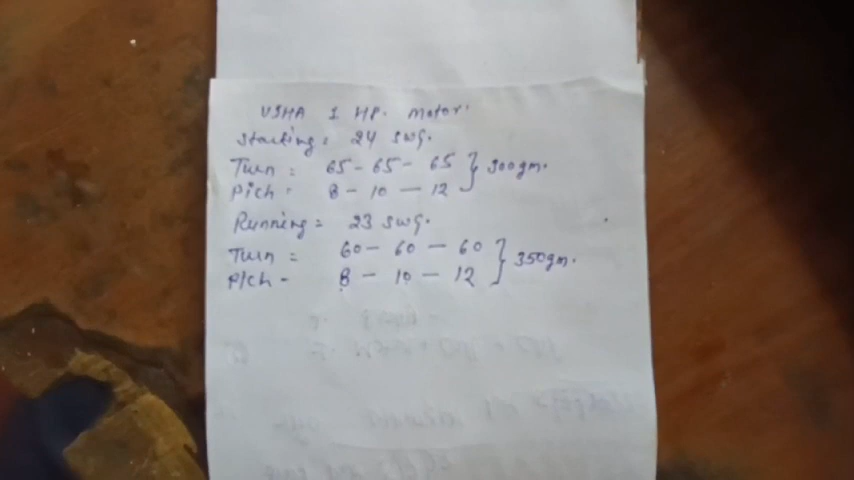 USHA 1 HP. Motor.
Starting = 24 swg.
Turn = 65 - 65 - 65 } 300gm.
Pich - 8 - 10 - 12
Running = 23 swg.
Turn = 60 - 60 - 60 } 350gm.
Pich - 8 - 10 - 12